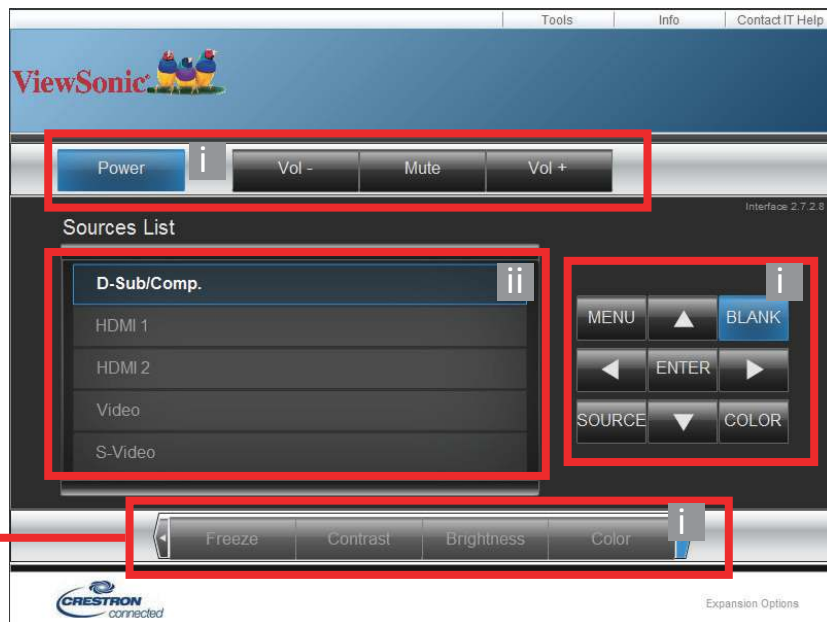 Tools Info Contact IT Help
ViewSonic
Power i Vol - Mute Vol +
Interface 2.7.2.8
Sources List
D-Sub/Comp. ii
HDMI 1
HDMI 2
Video
S-Video
i
MENU BLANK
ENTER
SOURCE COLOR
Freeze Contrast Brightness Color i
CRESTRON
connected
Expansion Options